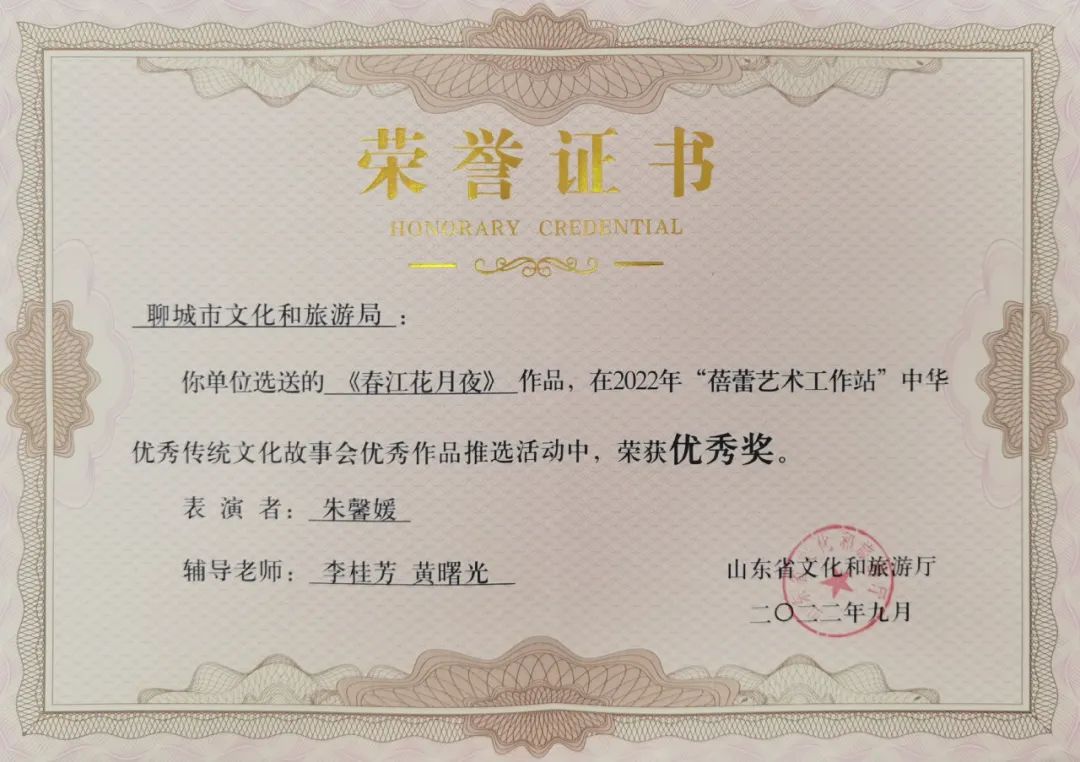 荣誉证书
HONORARY CREDENTIAL
聊城市文化和旅游局：
你单位选送的《春江花月夜》作品，在2022年“蓓蕾艺术工作站”中华
优秀传统文化故事会优秀作品推选活动中，荣获优秀奖。
表演者：朱馨媛
辅导老师：李桂芳 黄曙光
山东省文化和旅游厅
二〇二二年九月